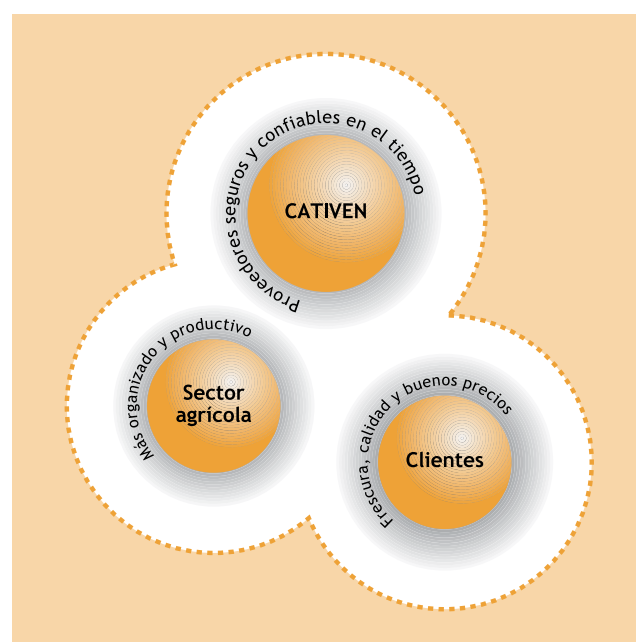 Proveedores seguros y confiables en el tiempo
CATIVEN
Más organizado y productivo
Sector
agrícola
Frescura, calidad y buenos precios
Clientes